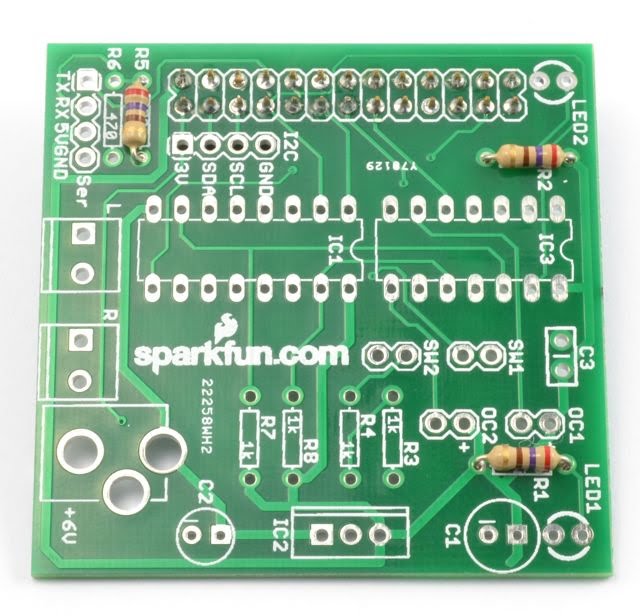 R6
R5
TX
RX
5V
GND
Ser
470
LED2
I2C
3V
SDA
SCL
GND
Y78129
R2
L
IC1
IC3
R
sparkfun.com
22258WH2
SW2
SW1
C3
1k
R7
1k
R8
1k
R4
1k
R3
OC2
+
OC1
R1
LED1
+6V
C2
IC2
C1